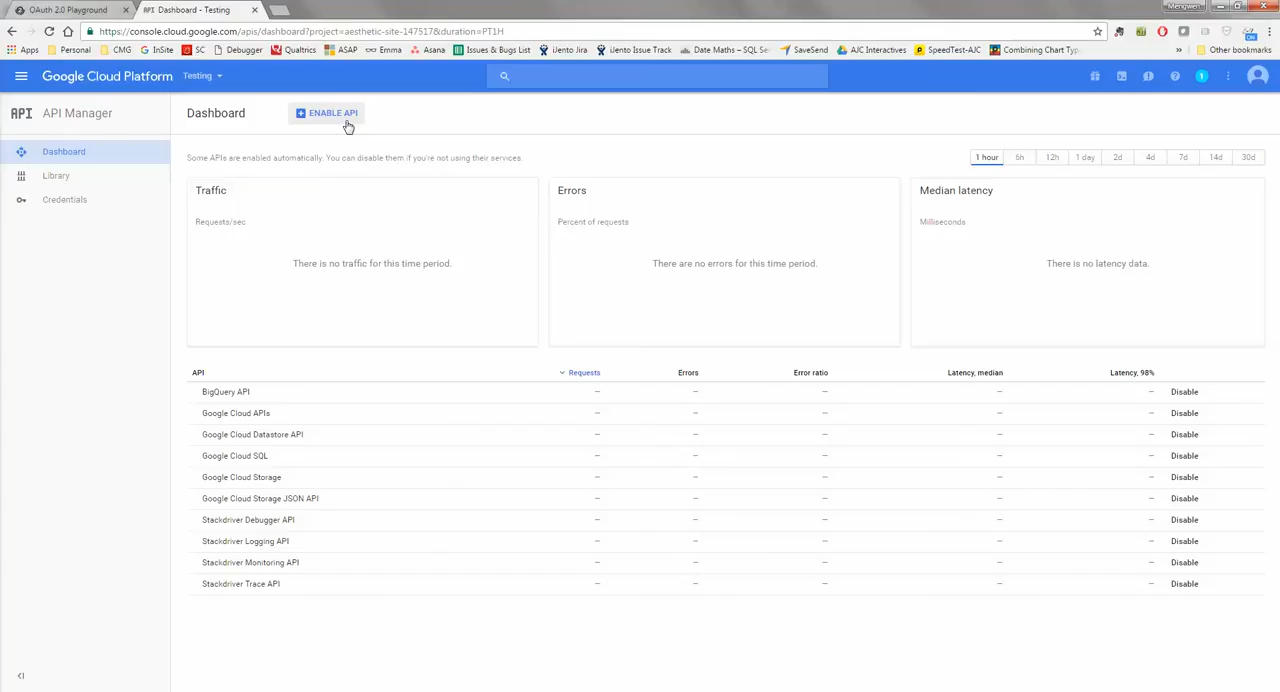 OAuth 2.0 Playground
API Dashboard - Testing
Mengwen
https://console.cloud.google.com/apis/dashboard?project=aesthetic-site-147517&duration=PT1H
Apps Personal CMG InSite SC Debugger Qualtrics ASAP Emma Asana Issues & Bugs List iJento Jira iJento Issue Track Date Maths – SQL Se SaveSend AJC Interactives SpeedTest-AJC Combining Chart Typ » Other bookmarks
Google Cloud Platform Testing
1
API API Manager
Dashboard ENABLE API
Dashboard
Library
Credentials
Some APIs are enabled automatically. You can disable them if you're not using their services.
1 hour 6h 12h 1 day 2d 4d 7d 14d 30d
Traffic
Requests/sec
There is no traffic for this time period.
Errors
Percent of requests
There are no errors for this time period.
Median latency
Milliseconds
There is no latency data.
API Requests Errors Error ratio Latency, median Latency, 98%
BigQuery API – – – – – Disable
Google Cloud APIs – – – – – Disable
Google Cloud Datastore API – – – – – Disable
Google Cloud SQL – – – – – Disable
Google Cloud Storage – – – – – Disable
Google Cloud Storage JSON API – – – – – Disable
Stackdriver Debugger API – – – – – Disable
Stackdriver Logging API – – – – – Disable
Stackdriver Monitoring API – – – – – Disable
Stackdriver Trace API – – – – – Disable